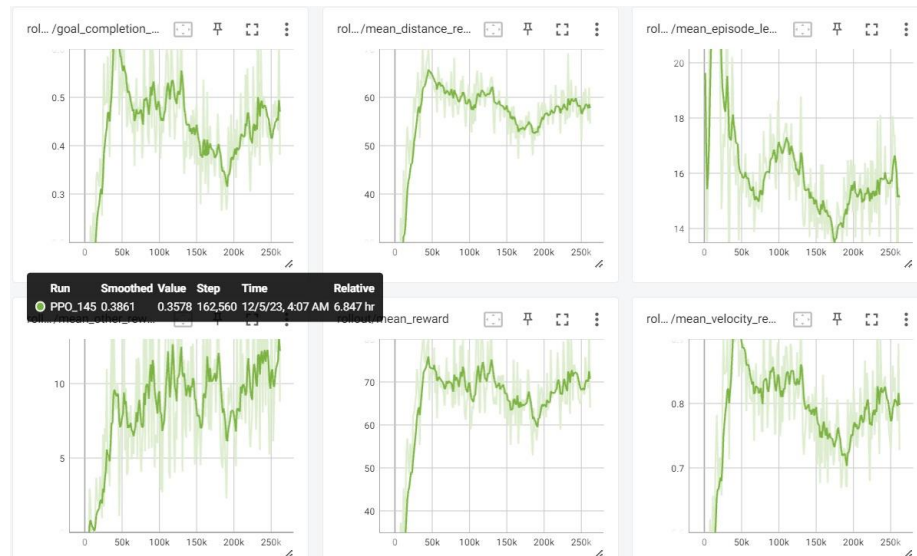 rol... /goal_completion_...
rol... /mean_distance_re...
rol... /mean_episode_le...
0.5
0.4
0.3
0 50k 100k 150k 200k 250k
60
50
40
0 50k 100k 150k 200k 250k
20
18
16
14
0 50k 100k 150k 200k 250k
Run Smoothed Value Step Time Relative
PPO_145 0.3861 0.3578 162,560 12/5/23, 4:07 AM 6.847 hr
rol... /mean_other_rew...
rollout/mean_reward
rol... /mean_velocity_re...
10
5
0 50k 100k 150k 200k 250k
70
60
50
40
0 50k 100k 150k 200k 250k
0.8
0.7
0 50k 100k 150k 200k 250k